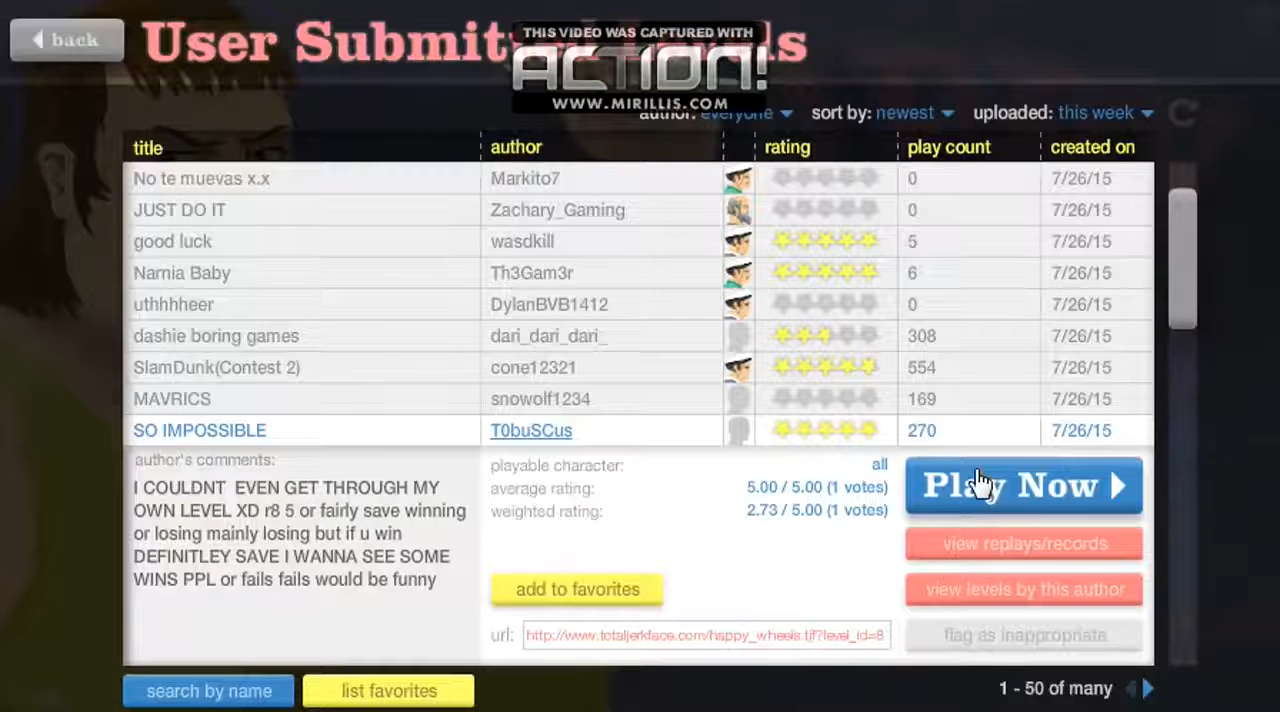 back
User Submitted Levels
THIS VIDEO WAS CAPTURED WITH
ACTION!
WWW.MIRILLIS.COM
author: everyone sort by: newest uploaded: this week
title author rating play count created on
No te muevas x.x Markito7 0 7/26/15
JUST DO IT Zachary_Gaming 0 7/26/15
good luck wasdkill 5 7/26/15
Narnia Baby Th3Gam3r 6 7/26/15
uthhhheer DylanBVB1412 0 7/26/15
dashie boring games dari_dari_dari_ 308 7/26/15
SlamDunk(Contest 2) cone12321 554 7/26/15
MAVRICS snowolf1234 169 7/26/15
SO IMPOSSIBLE T0buSCus 270 7/26/15
author's comments:
I COULDNT EVEN GET THROUGH MY
OWN LEVEL XD r8 5 or fairly save winning
or losing mainly losing but if u win
DEFINITLEY SAVE I WANNA SEE SOME
WINS PPL or fails fails would be funny
playable character: all
average rating: 5.00 / 5.00 (1 votes)
weighted rating: 2.73 / 5.00 (1 votes)
add to favorites
url: http://www.totaljerkface.com/happy_wheels.tjf?level_id=8
Play Now
view replays/records
view levels by this author
flag as inappropriate
search by name
list favorites
1 - 50 of many